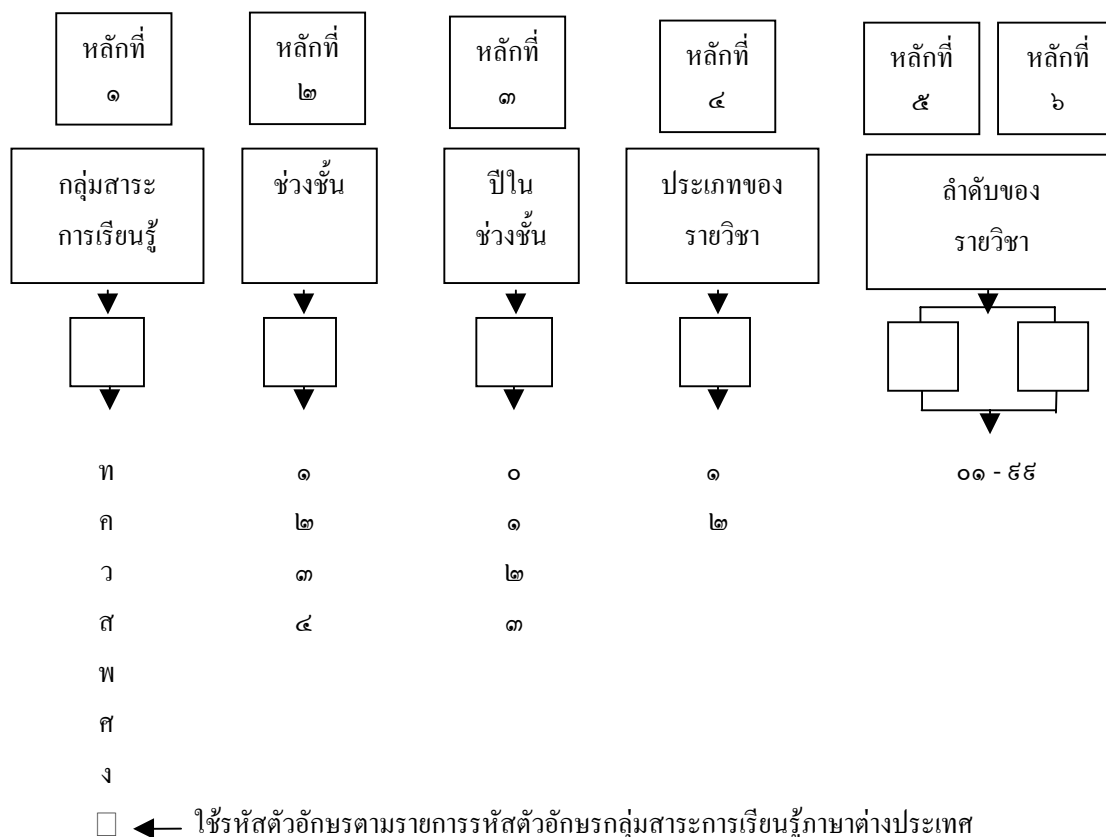 หลักที่ หลักที่ หลักที่ หลักที่ หลักที่ หลักที่
๑ ๒ ๓ ๔ ๕ ๖
กลุ่มสาระ ช่วงชั้น ปีใน ประเภทของ ลำดับของ
การเรียนรู้ ช่วงชั้น รายวิชา รายวิชา
ท ๑ ๐ ๑ ๐๑ - ๙๙
ค ๒ ๑ ๒
ว ๓ ๒
ส ๔ ๓
พ
ศ
ง
ใช้รหัสตัวอักษรตามรายการรหัสตัวอักษรกลุ่มสาระการเรียนรู้ภาษาต่างประเทศ